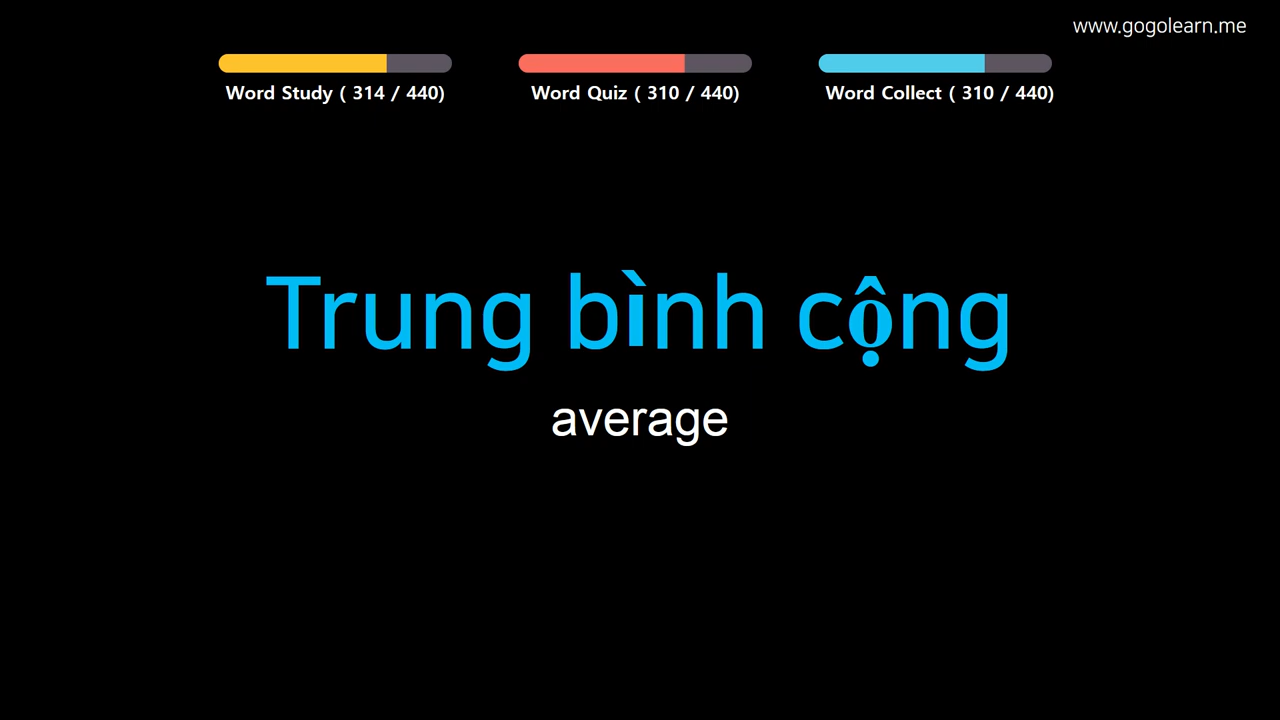 www.gogolearn.me
Word Study ( 314 / 440)
Word Quiz ( 310 / 440)
Word Collect ( 310 / 440)
Trung bình cộng
average